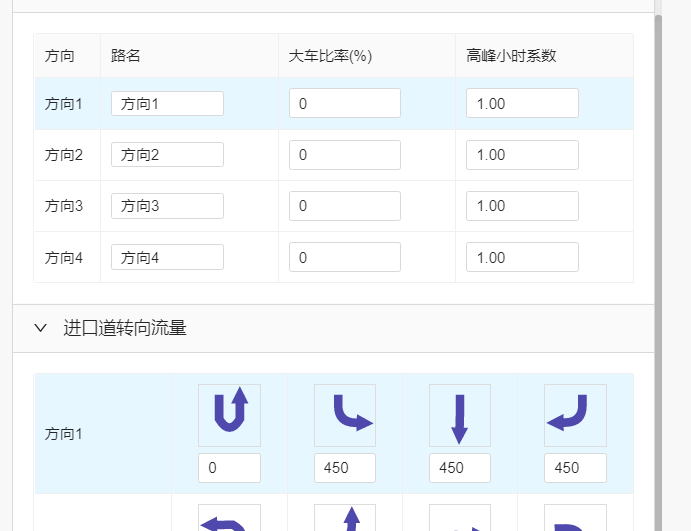 方向 路名 大车比率(%) 高峰小时系数
方向1 方向1 0 1.00
方向2 方向2 0 1.00
方向3 方向3 0 1.00
方向4 方向4 0 1.00
进口道转向流量
方向1
0 450 450 450